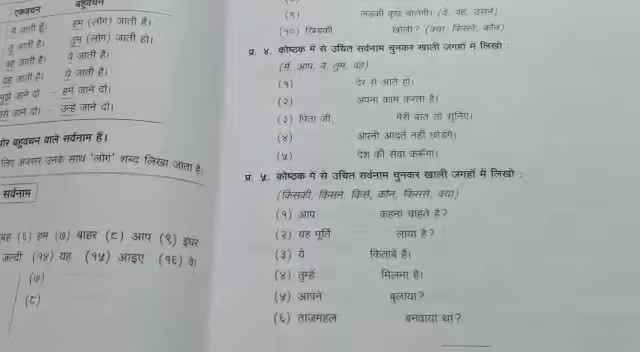 एकवचन बहुवचन
हम (लोग) जाती हैं।
तू जाती है। तुम (लोग) जाती हो।
वह जाती है। वे जाती हैं।
यह जाती है। ये जाती हैं।
मुझे जाने दो - हमें जाने दो।
उसे जाने दो। - उन्हें जाने दो।
और बहुवचन वाले सर्वनाम हैं।
लिए अक्सर उनके साथ 'लोग' शब्द लिखा जाता है
सर्वनाम
वह (६) हम (७) बाहर (८) आप (९) इधर
जल्दी (१४) यह (१५) आइए (१६) वे।
(७)
(८)
(९) लड़की कुछ बोलेगी। (वे, वह, उसने)
(१०) खिड़की खोली? (क्या, किसने, कौन)
प्र. ४. कोष्ठक में से उचित सर्वनाम चुनकर खाली जगहों में लिखो :
(मैं, आप, वे, तुम, वह)
(१) देर से आते हो।
(२) अपना काम करता है।
(३) पिता जी, मेरी बात तो सुनिए।
(४) अपनी आदतें नहीं छोड़ेंगे।
(५) देश की सेवा करूँगा।
प्र. ५. कोष्ठक में से उचित सर्वनाम चुनकर खाली जगहों में लिखो :
(किसकी, किसने, किसे, कौन, किससे, क्या)
(१) आप कहना चाहते है?
(२) यह मूर्ति लाया है?
(३) ये किताबें हैं।
(४) तुम्हें मिलना है।
(५) आपने बुलाया?
(६) ताजमहल बनवाया था?